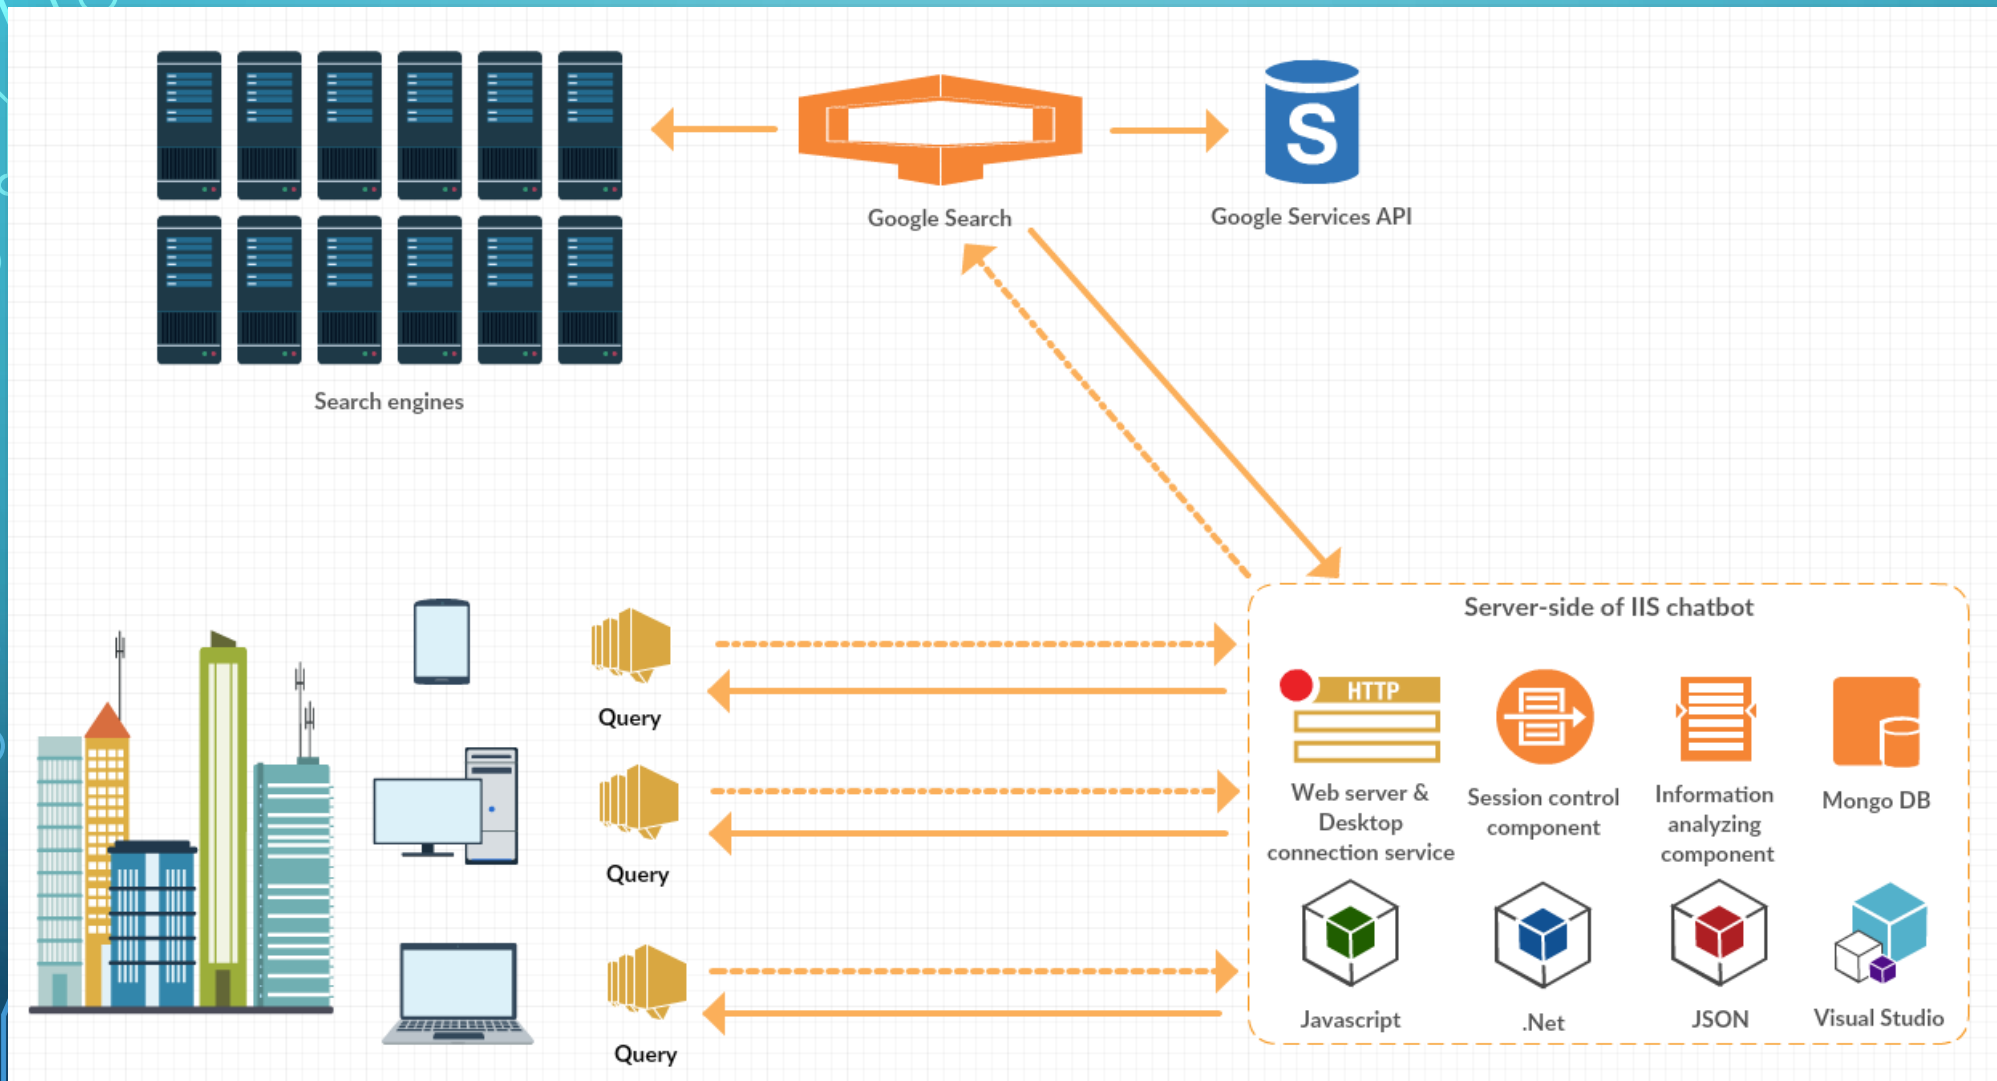 S
Google Search
Google Services API
Search engines
Server-side of IIS chatbot
HTTP
Query
Web server &
Desktop
connection service
Session control
component
Information
analyzing
component
Mongo DB
Query
Javascript
.Net
JSON
Visual Studio
Query